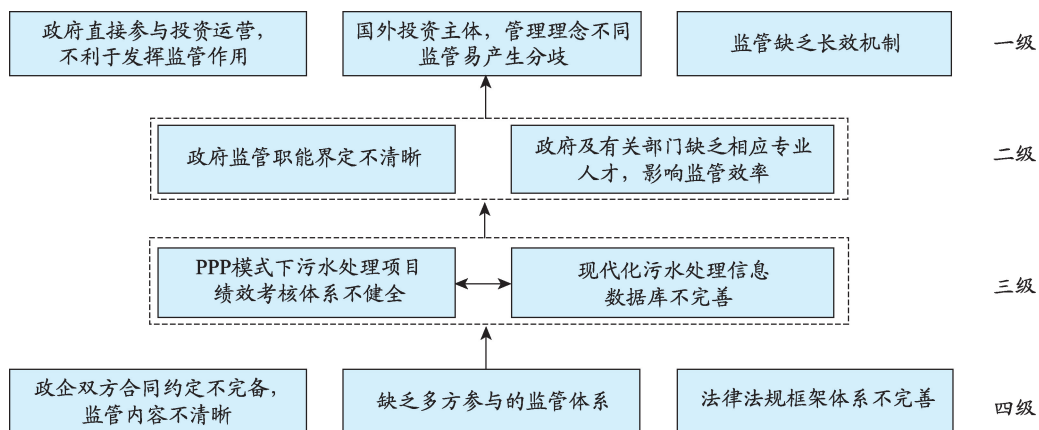 政府直接参与投资运营，
不利于发挥监管作用
国外投资主体，管理理念不同
监管易产生分歧
监管缺乏长效机制
一级
政府监管职能界定不清晰
政府及有关部门缺乏相应专业
人才，影响监管效率
二级
PPP模式下污水处理项目
绩效考核体系不健全
现代化污水处理信息
数据库不完善
三级
政企双方合同约定不完备，
监管内容不清晰
缺乏多方参与的监管体系
法律法规框架体系不完善
四级